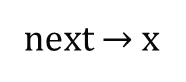 next → x